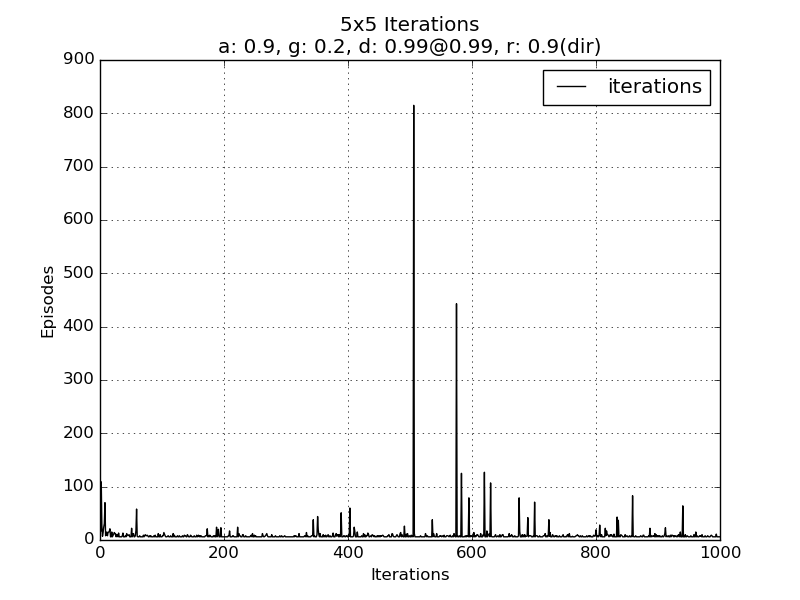 5x5 Iterations
a: 0.9, g: 0.2, d: 0.99@0.99, r: 0.9(dir)
iterations
900
800
700
600
500
400
300
200
100
0
Episodes
0 200 400 600 800 1000
Iterations